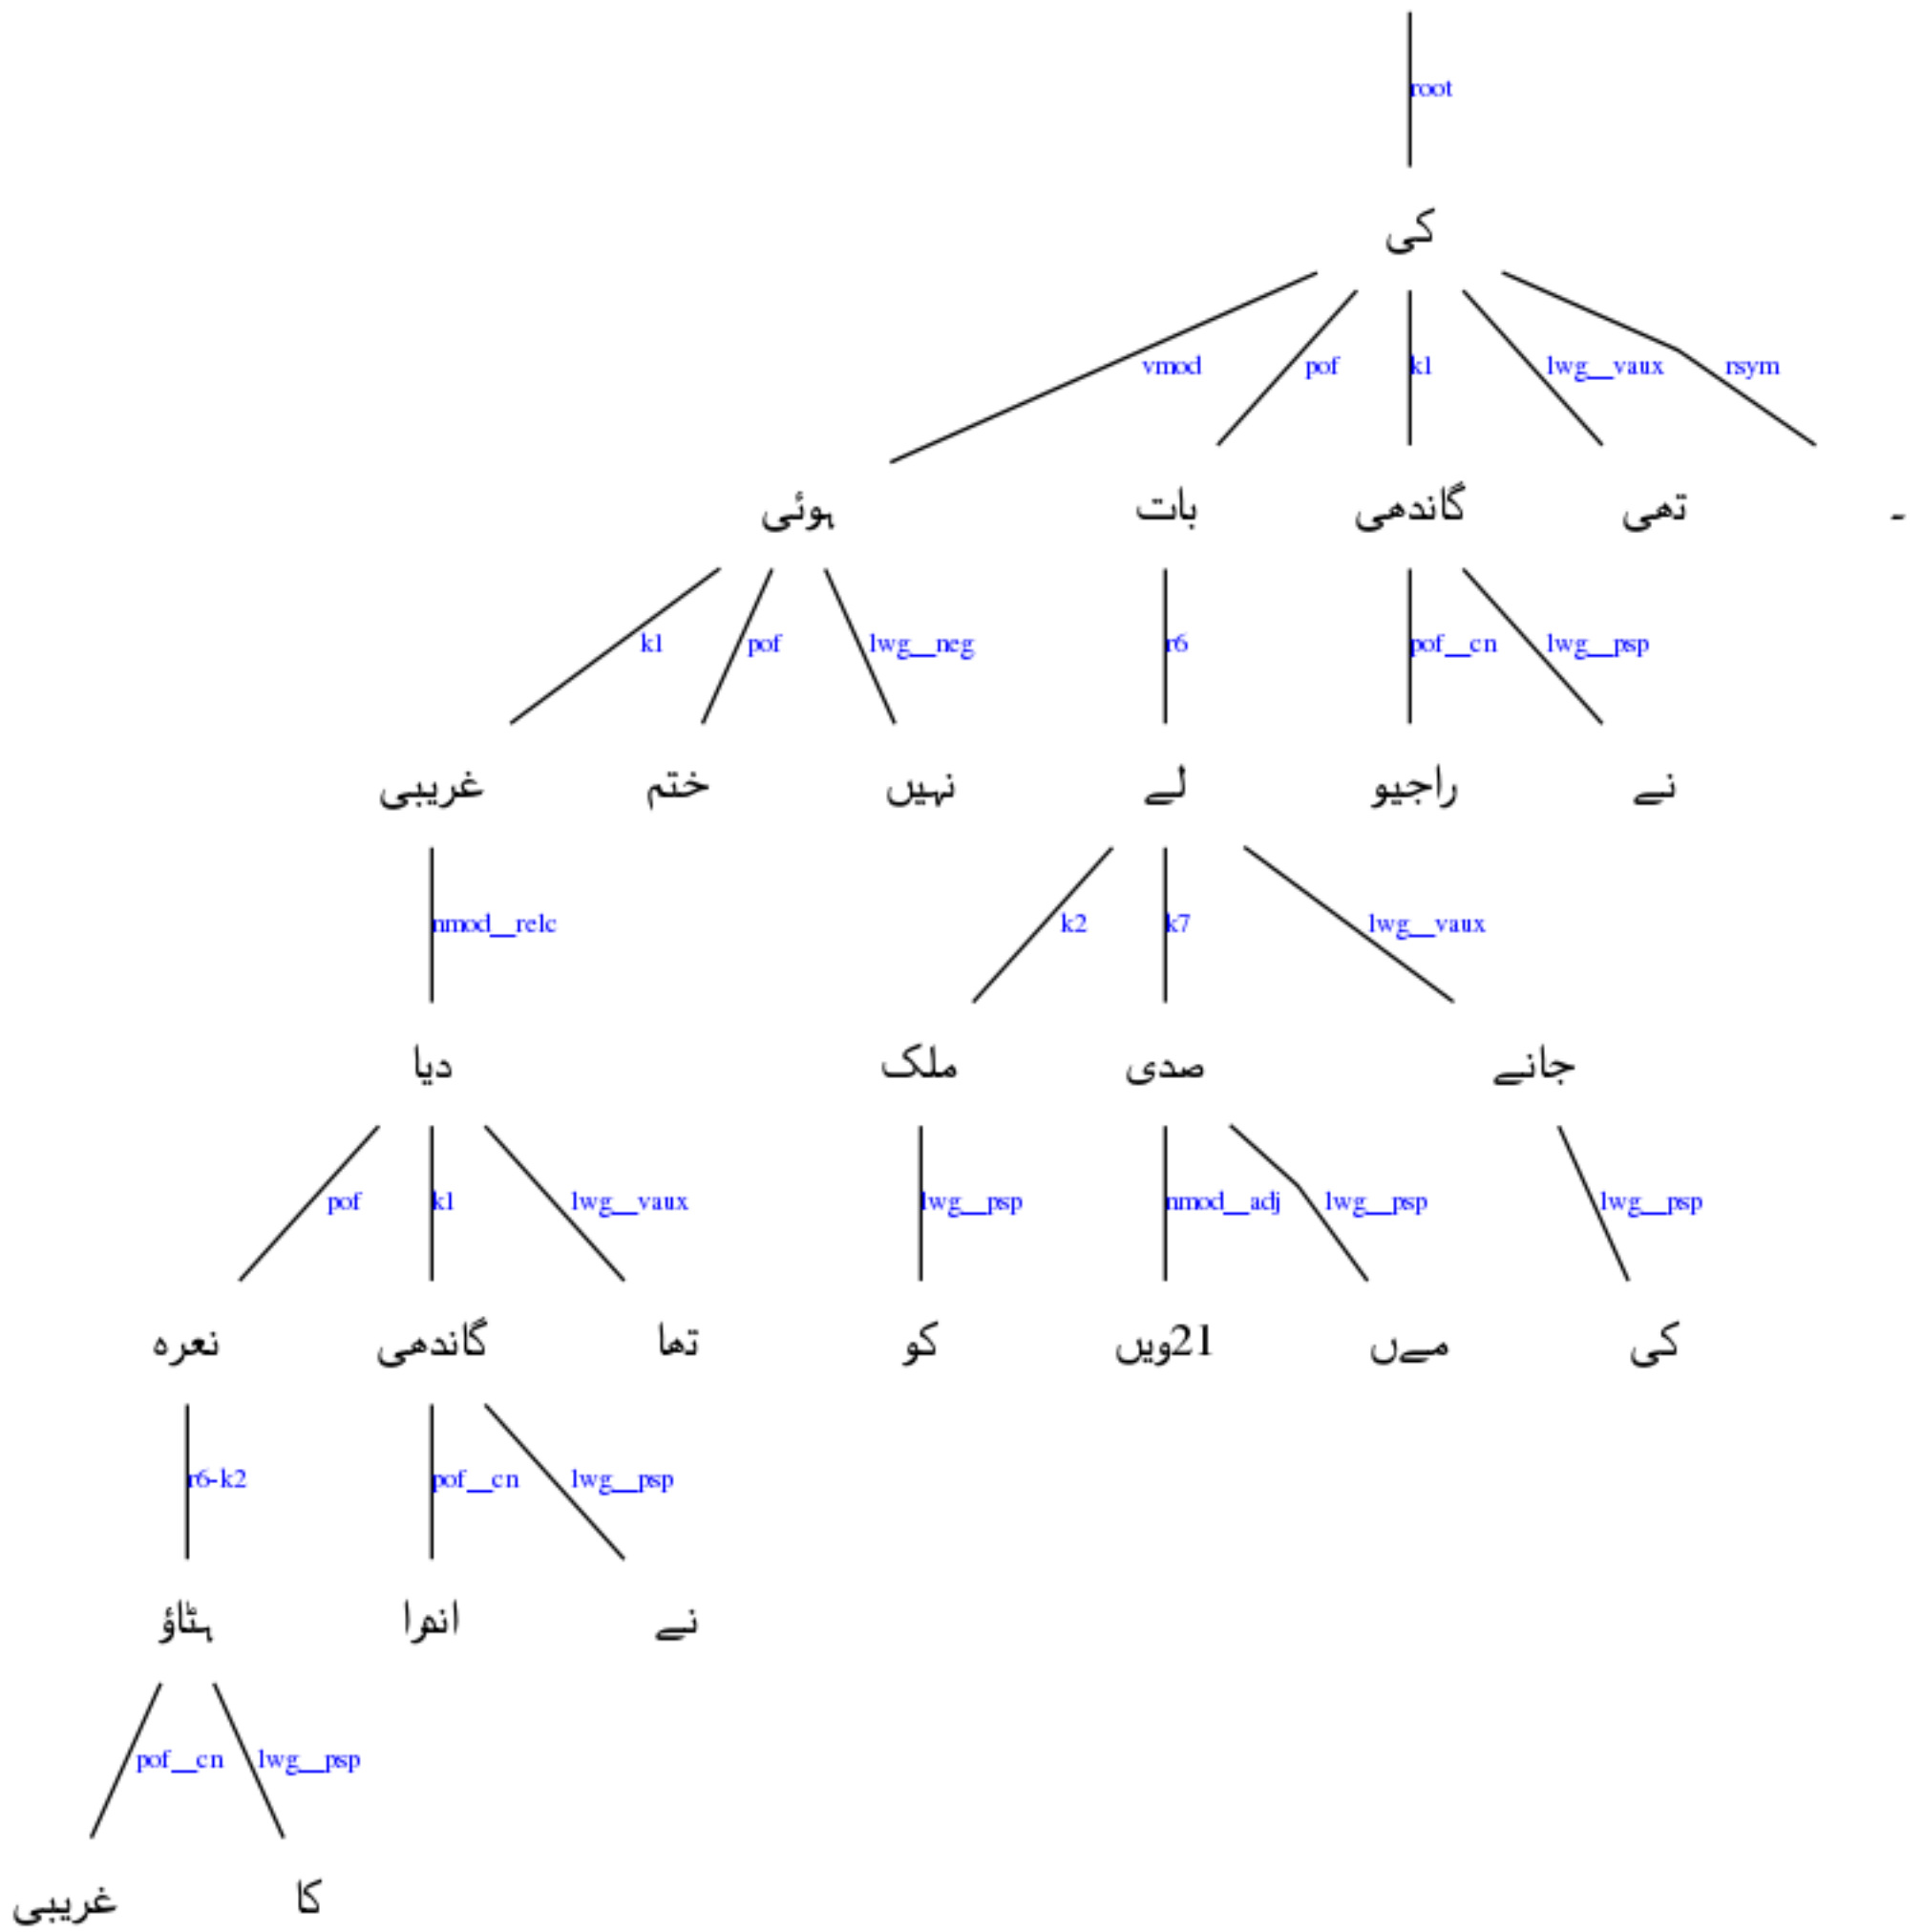 root
کی
vmod pof k1 lwg__vaux rsym
ہوئی بات گاندھی تھی ۔
k1 pof lwg__neg r6 pof__cn lwg__psp
غریبی ختم نہیں لے راجیو نے
nmod__relc k2 k7 lwg__vaux
دیا ملک صدی جانے
pof k1 lwg__vaux lwg__psp nmod__adj lwg__psp lwg__psp
نعرہ گاندھی تھا کو 21ویں مےں کی
r6-k2 pof__cn lwg__psp
ہٹاؤ نے
pof__cn lwg__psp
غریبی کا